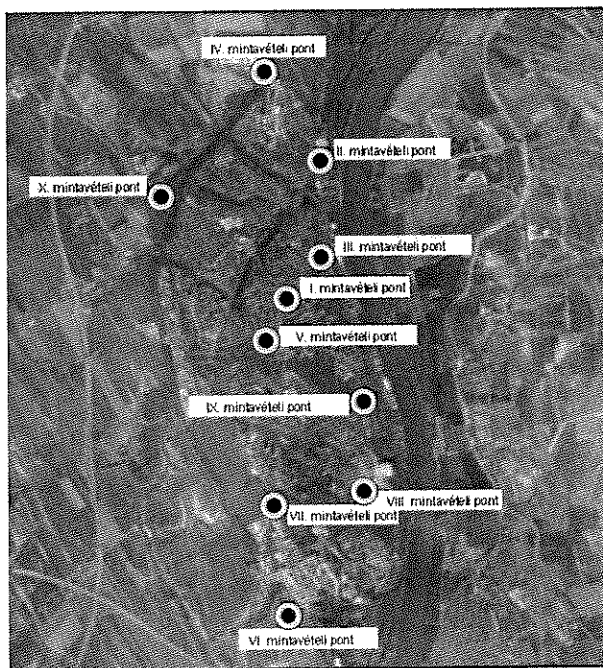 IV. mintavételi pont
II. mintavételi pont
X. mintavételi pont
III. mintavételi pont
I. mintavételi pont
V. mintavételi pont
IX. mintavételi pont
VIII. mintavételi pont
VII. mintavételi pont
VI. mintavételi pont